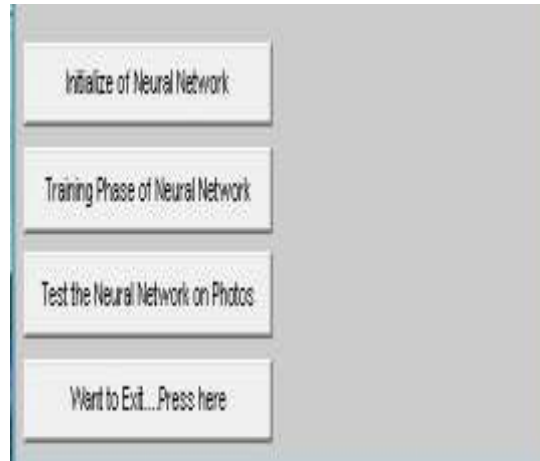 Initialize of Neural Network
Training Phase of Neural Network
Test the Neural Network on Photos
Want to Exit....Press here